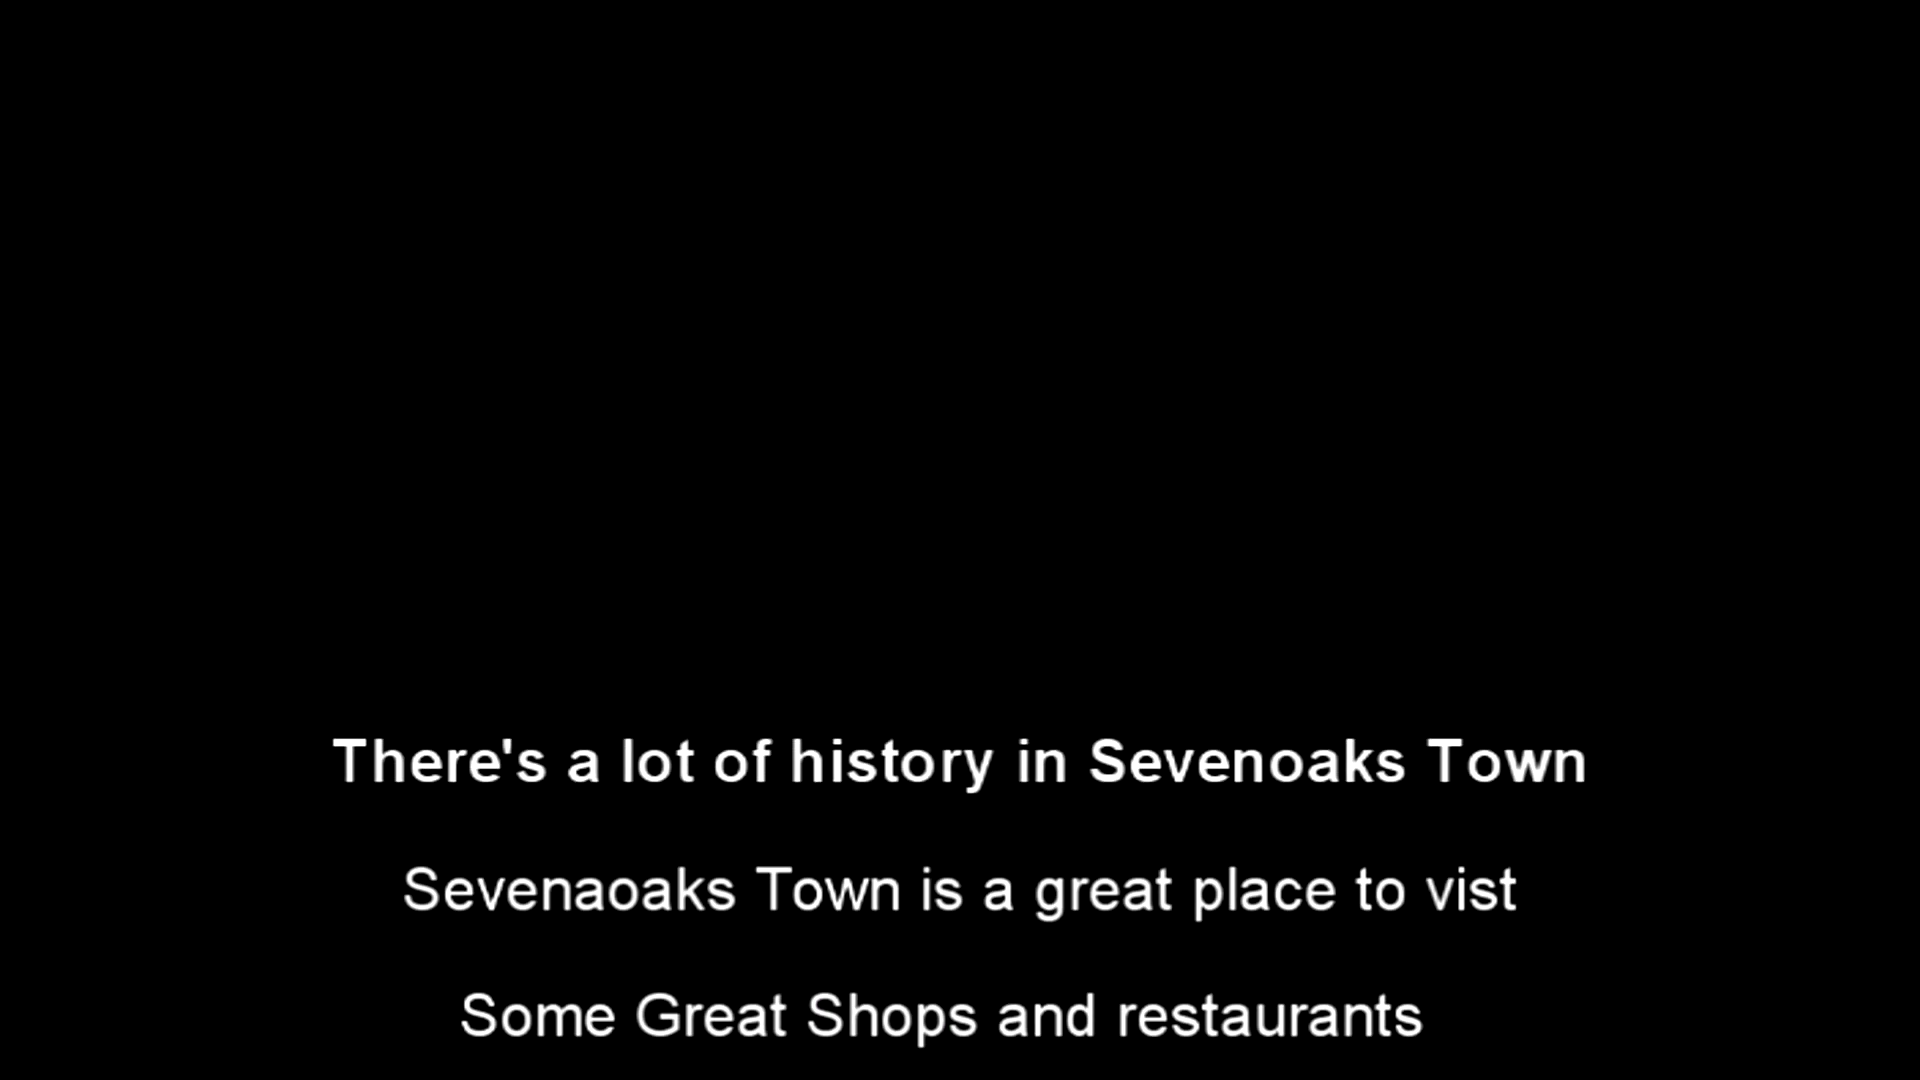 There's a lot of history in Sevenoaks Town
Sevenaoaks Town is a great place to vist
Some Great Shops and restaurants